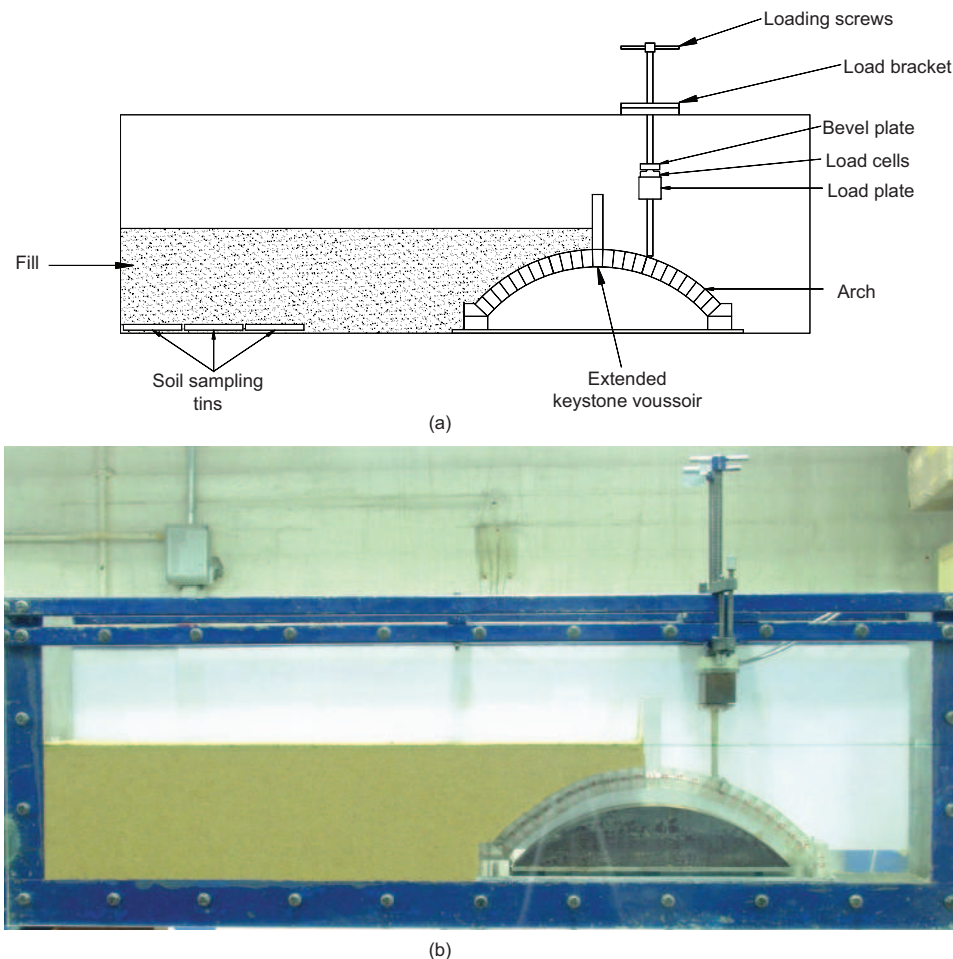 Loading screws
Load bracket
Bevel plate
Load cells
Load plate
Fill
Arch
Soil sampling
tins
Extended
keystone voussoir
(a)
(b)